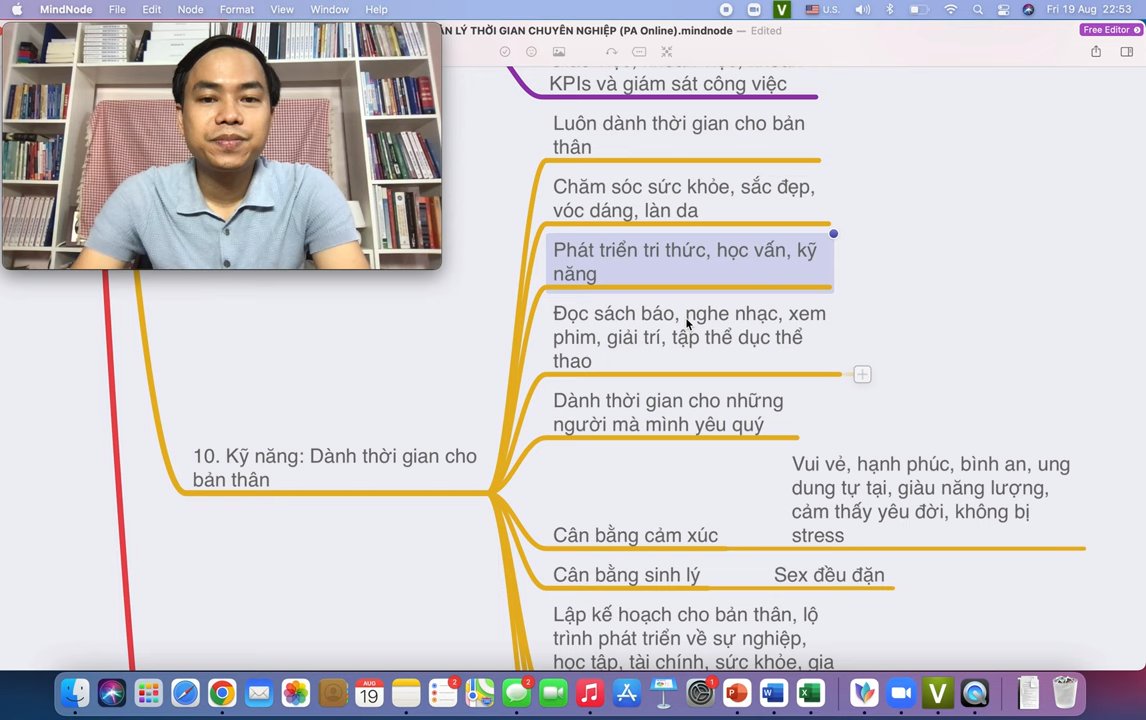 MindNode File Edit Node Format View Window Help
U.S. Fri 19 Aug 22:53
ẢN LÝ THỜI GIAN CHUYÊN NGHIỆP (PA Online).mindnode — Edited
Free Editor
KPIs và giám sát công việc
Luôn dành thời gian cho bản
thân
Chăm sóc sức khỏe, sắc đẹp,
vóc dáng, làn da
Phát triển tri thức, học vấn, kỹ
năng
Đọc sách báo, nghe nhạc, xem
phim, giải trí, tập thể dục thể
thao
Dành thời gian cho những
người mà mình yêu quý
10. Kỹ năng: Dành thời gian cho
bản thân
Vui vẻ, hạnh phúc, bình an, ung
dung tự tại, giàu năng lượng,
cảm thấy yêu đời, không bị
stress
Cân bằng cảm xúc
Cân bằng sinh lý
Sex đều đặn
Lập kế hoạch cho bản thân, lộ
trình phát triển về sự nghiệp,
học tập, tài chính, sức khỏe, gia
AUG
19
2
2
1